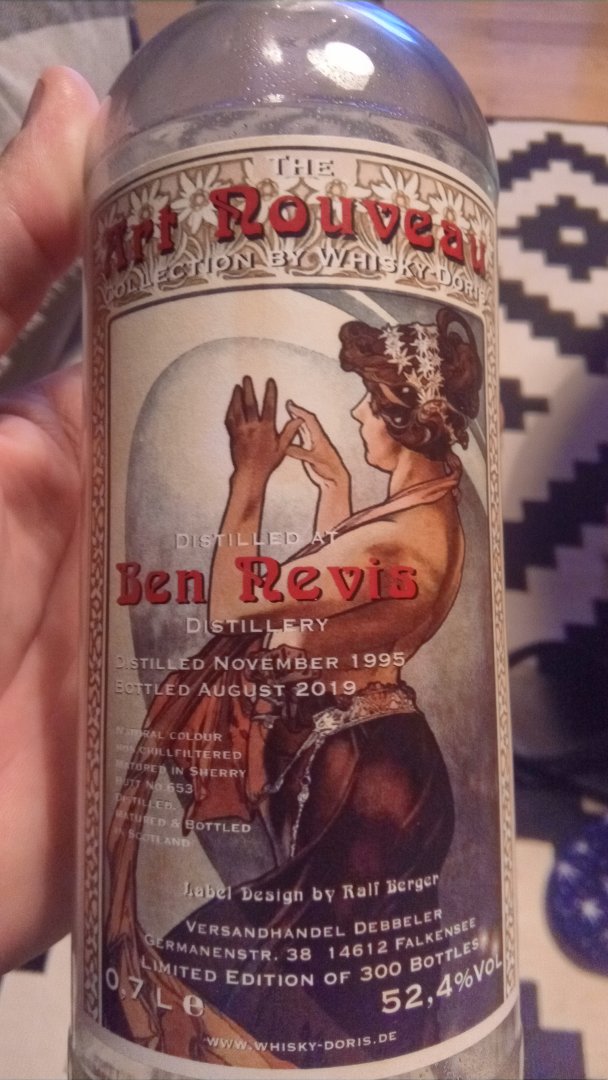 THE
Art Nouveau
COLLECTION BY WHISKY-DORIS
DISTILLED AT
Ben Nevis
DISTILLERY
DISTILLED NOVEMBER 1995
BOTTLED AUGUST 2019
NATURAL COLOUR
NON CHILLFILTERED
MATURED IN SHERRY
BUTT NO.653
DISTILLED,
MATURED & BOTTLED
IN SCOTLAND
Label Design by Ralf Berger
VERSANDHANDEL DEBBELER
GERMANENSTR. 38 14612 FALKENSEE
LIMITED EDITION OF 300 BOTTLES
0,7 L e 52,4%VOL
WWW.WHISKY-DORIS.DE